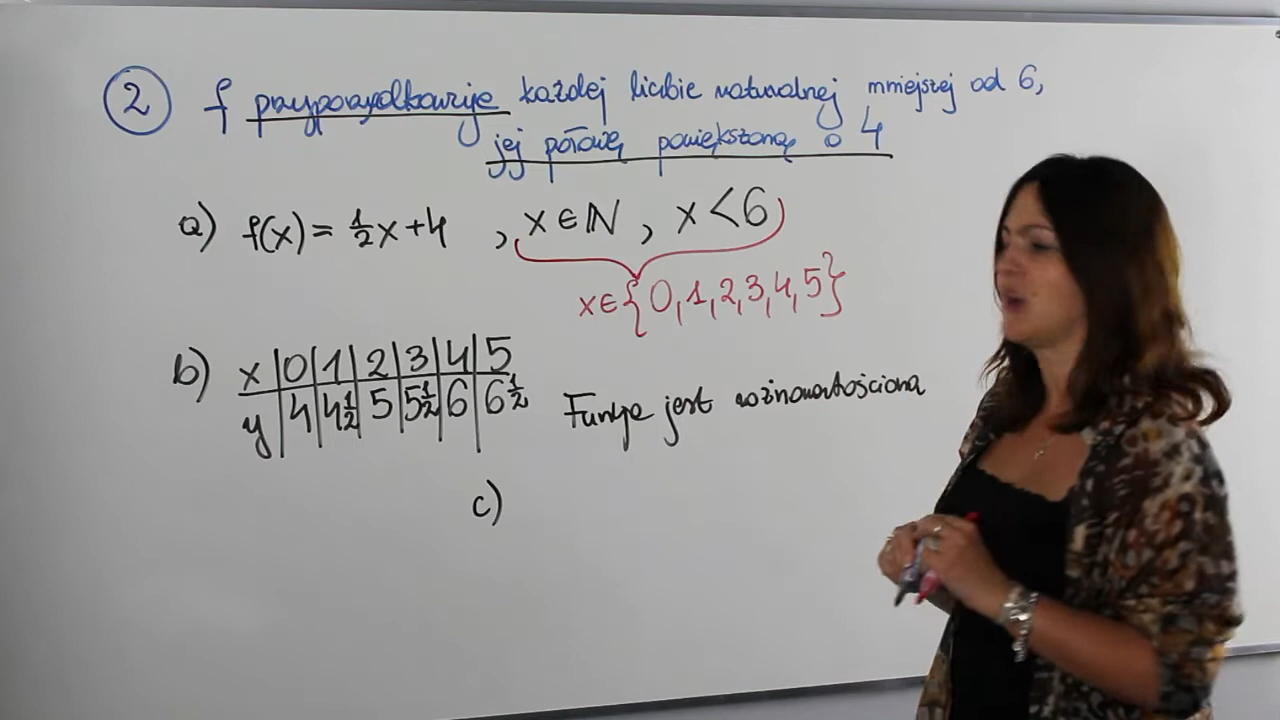 2 f przyporządkowuje każdej liczbie naturalnej mniejszej od 6,
jej połowę powiększoną o 4
a) f(x) = ½x+4 , x∈ℕ , x<6
x∈{0,1,2,3,4,5}
b) x | 0 | 1 | 2 | 3 | 4 | 5
y | 4 | 4½ | 5 | 5½ | 6 | 6½
Funkcja jest różnowartościowa
c)